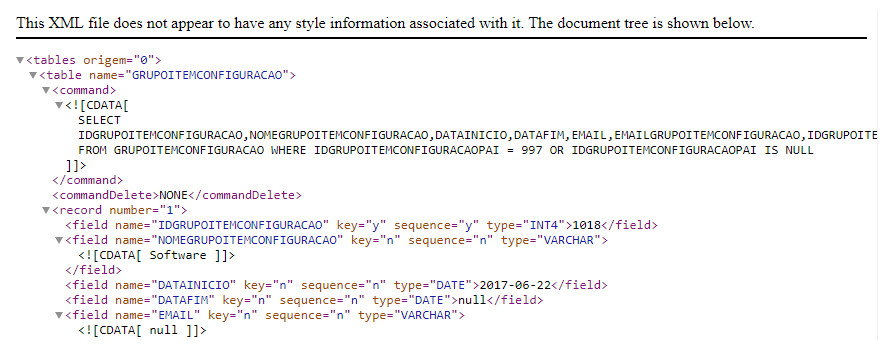 This XML file does not appear to have any style information associated with it. The document tree is shown below.
▼<tables origem="0">
▼<table name="GRUPOITEMCONFIGURACAO">
▼<command>
▼<![CDATA[
SELECT
IDGRUPOITEMCONFIGURACAO,NOMEGRUPOITEMCONFIGURACAO,DATAINICIO,DATAFIM,EMAIL,EMAILGRUPOITEMCONFIGURACAO,IDGRUPOITE
FROM GRUPOITEMCONFIGURACAO WHERE IDGRUPOITEMCONFIGURACAOPAI = 997 OR IDGRUPOITEMCONFIGURACAOPAI IS NULL
]]>
</command>
<commandDelete>NONE</commandDelete>
▼<record number="1">
<field name="IDGRUPOITEMCONFIGURACAO" key="y" sequence="y" type="INT4">1018</field>
▼<field name="NOMEGRUPOITEMCONFIGURACAO" key="n" sequence="n" type="VARCHAR">
<![CDATA[ Software ]]>
</field>
<field name="DATAINICIO" key="n" sequence="n" type="DATE">2017-06-22</field>
<field name="DATAFIM" key="n" sequence="n" type="DATE">null</field>
▼<field name="EMAIL" key="n" sequence="n" type="VARCHAR">
<![CDATA[ null ]]>